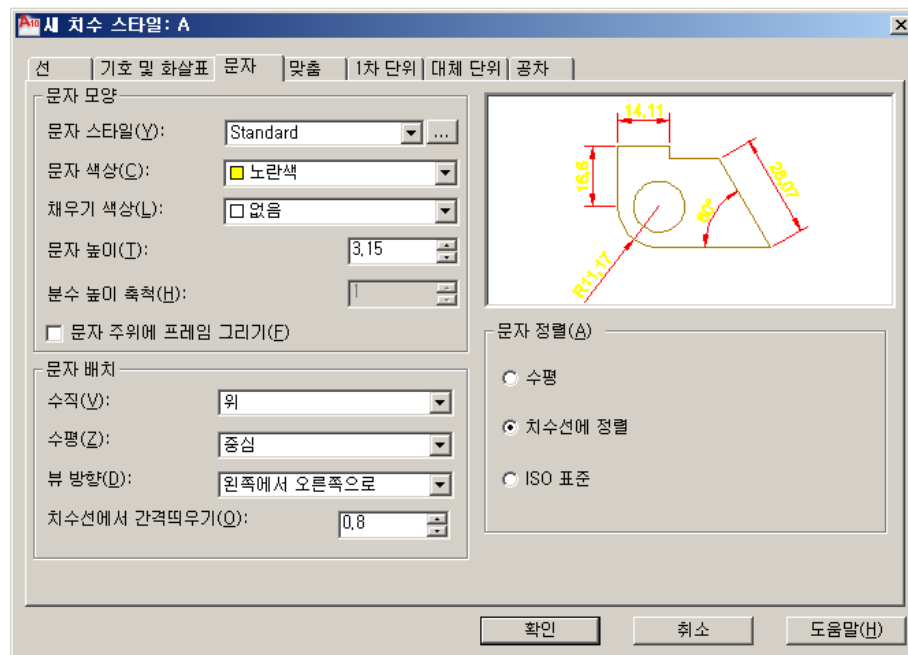 A10 새 치수 스타일: A
선 기호 및 화살표 문자 맞춤 1차 단위 대체 단위 공차
문자 모양
문자 스타일(Y): Standard ...
문자 색상(C): 노란색
채우기 색상(L): 없음
문자 높이(T): 3,15
분수 높이 축척(H): 1
문자 주위에 프레임 그리기(F)
문자 배치
수직(V): 위
수평(Z): 중심
뷰 방향(D): 왼쪽에서 오른쪽으로
치수선에서 간격띄우기(O): 0,8
14,11
16,6
28,07
60°
R11,17
문자 정렬(A)
수평
치수선에 정렬
ISO 표준
확인 취소 도움말(H)